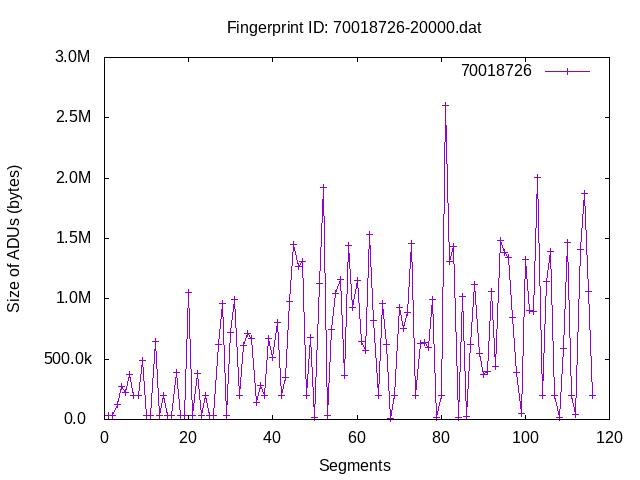 Fingerprint ID: 70018726-20000.dat
3.0M
70018726
2.5M
2.0M
1.5M
1.0M
500.0k
0.0
Size of ADUs (bytes)
0 20 40 60 80 100 120
Segments